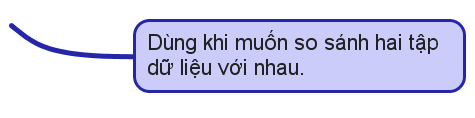 Dùng khi muốn so sánh hai tập
dữ liệu với nhau.